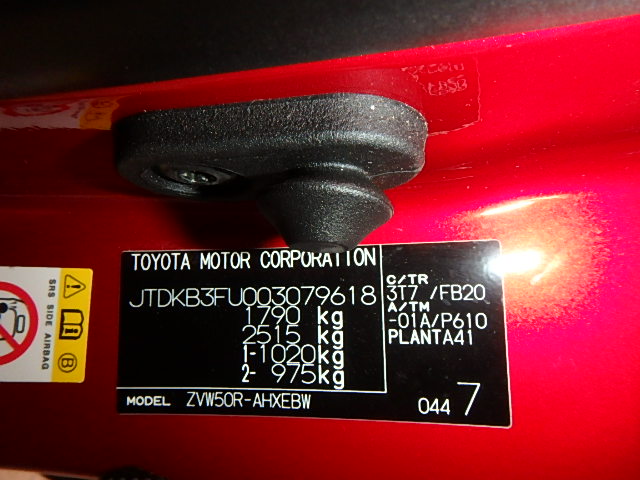 TOYOTA MOTOR CORPORATION
JTDKB3FU003079618
1790 kg
2515 kg
1-1020kg
2- 975kg
MODEL ZVW50R-AHXEBW
C/TR
3T7 /FB20
A/TM
-01A/P610
PLANTA41
044 7
SRS SIDE AIRBAG
B